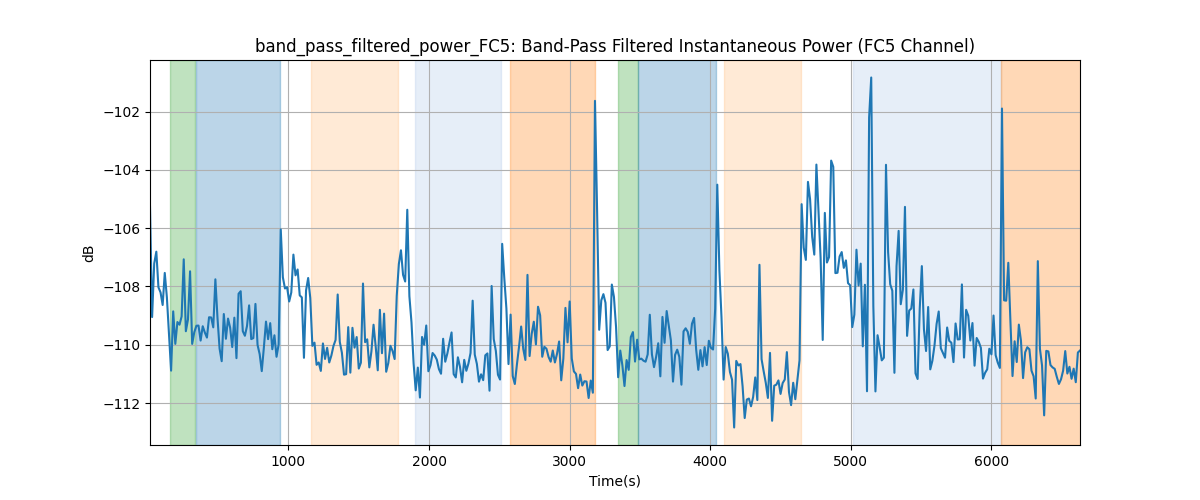 band_pass_filtered_power_FC5: Band-Pass Filtered Instantaneous Power (FC5 Channel)
dB
−102
−104
−106
−108
−110
−112
1000 2000 3000 4000 5000 6000
Time(s)